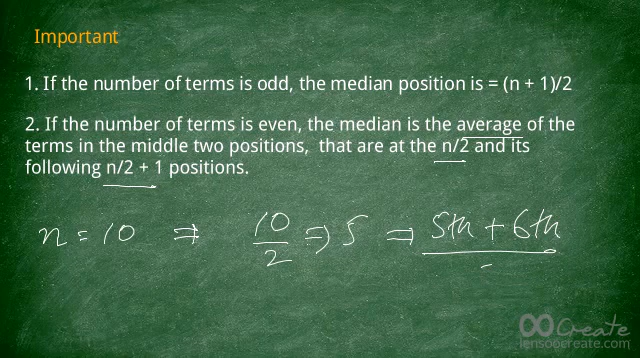 Important
1. If the number of terms is odd, the median position is = (n + 1)/2
2. If the number of terms is even, the median is the average of the
terms in the middle two positions,  that are at the n/2 and its
following n/2 + 1 positions.
n = 10 ⇒ 10/2 ⇒ 5 ⇒ 5th + 6th
Create
lensoocreate.com